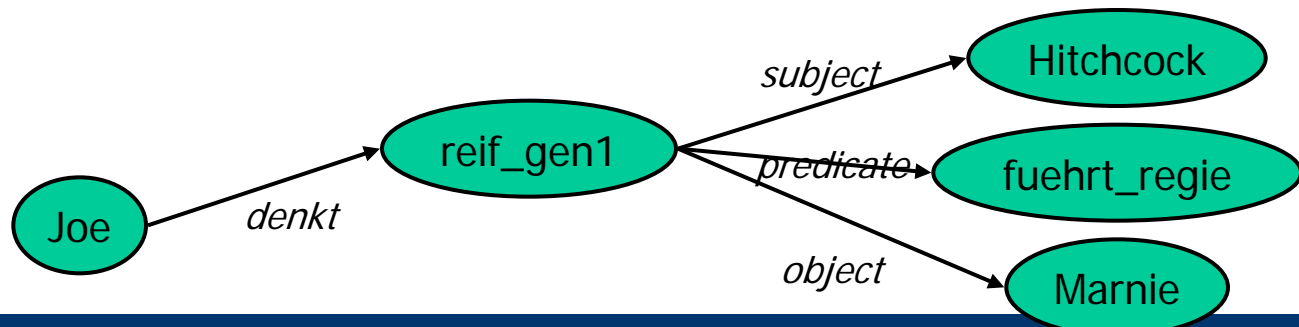 Joe
denkt
reif_gen1
subject
Hitchcock
predicate
fuehrt_regie
object
Marnie